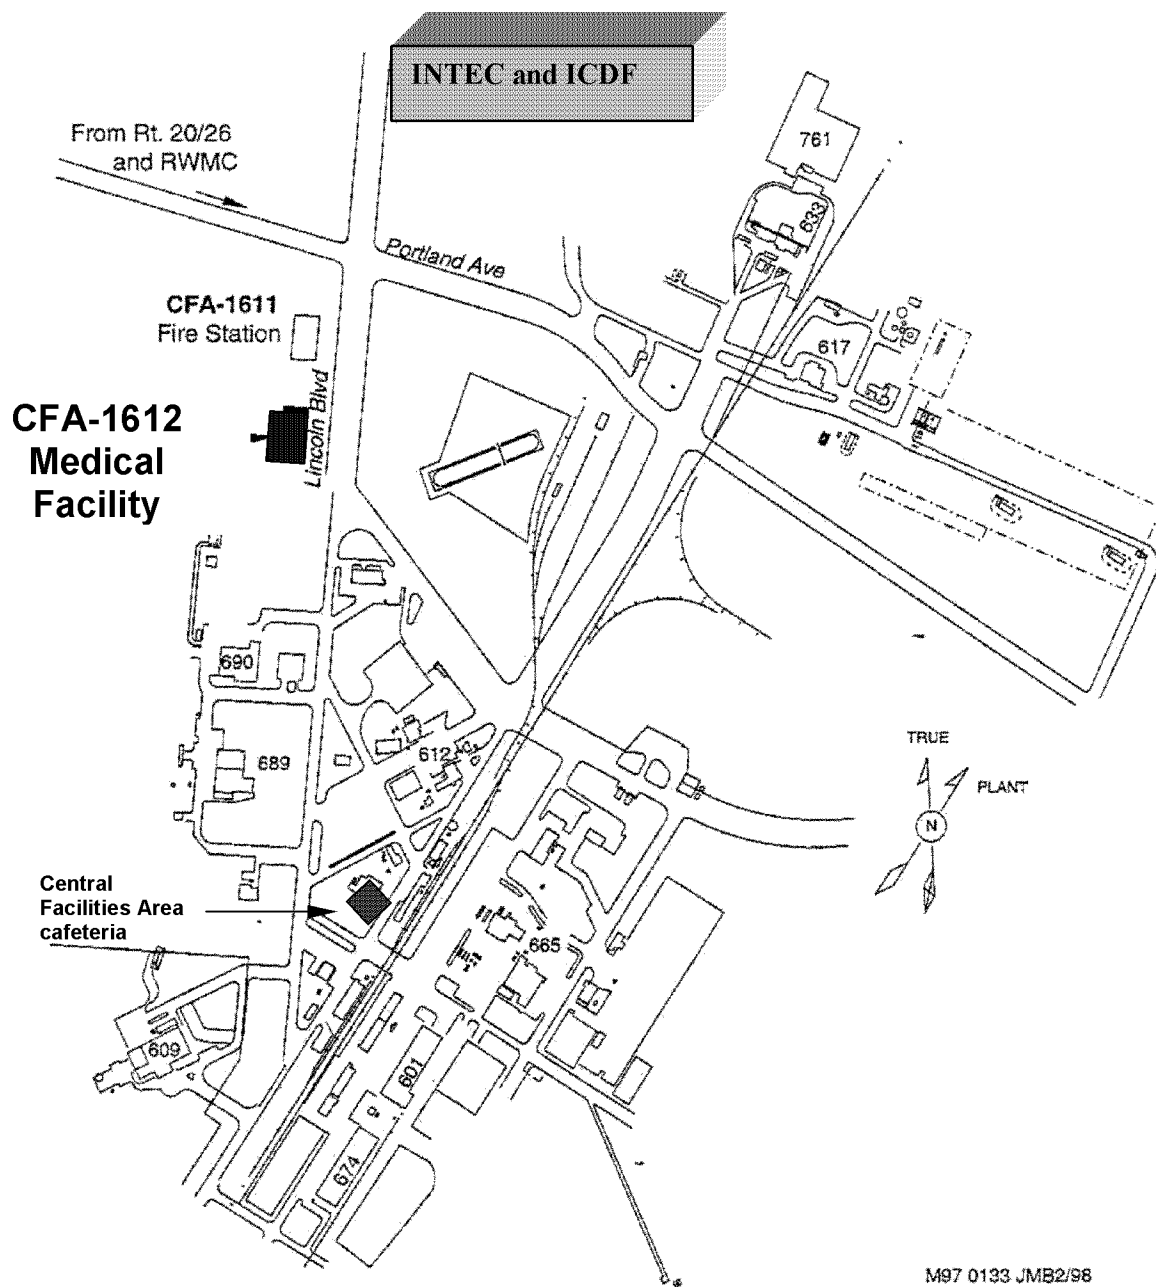 INTEC and ICDF
From Rt. 20/26
and RWMC
761
633
Portland Ave
CFA-1611
Fire Station
617
Lincoln Blvd
CFA-1612
Medical
Facility
690
689
612
TRUE
PLANT
N
Central
Facilities Area
cafeteria
665
609
601
674
M97 0133 JMB2/98